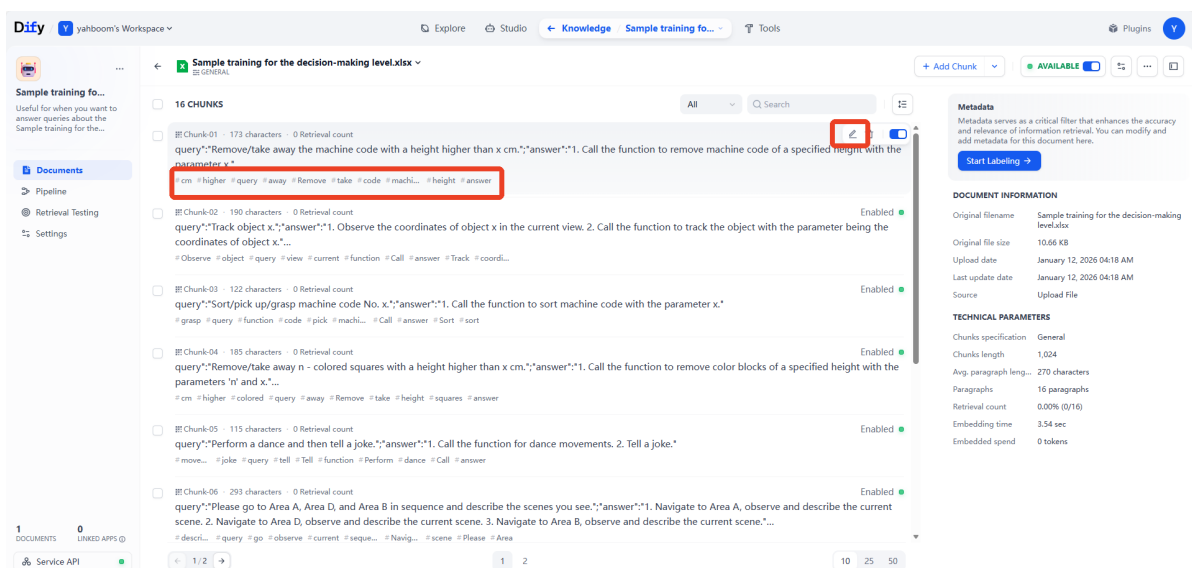 Dify
Y yahboom's Workspace
Explore
Studio
Knowledge / Sample training fo...
Tools
Plugins
Y
Sample training fo...
Useful for when you want to
answer queries about the
Sample training for the...
Documents
Pipeline
Retrieval Testing
Settings
1
DOCUMENTS
0
LINKED APPS
Service API
Sample training for the decision-making level.xlsx
GENERAL
+ Add Chunk
AVAILABLE
16 CHUNKS
All
Search
Chunk-01 · 173 characters · 0 Retrieval count
query":"Remove/take away the machine code with a height higher than x cm.";"answer":"1. Call the function to remove machine code of a specified height with the
parameter x."
# cm # higher # query # away # Remove # take # code # machi... # height # answer
Chunk-02 · 190 characters · 0 Retrieval count
Enabled
query":"Track object x.";"answer":"1. Observe the coordinates of object x in the current view. 2. Call the function to track the object with the parameter being the
coordinates of object x."...
# Observe # object # query # view # current # function # Call # answer # Track # coordi...
Chunk-03 · 122 characters · 0 Retrieval count
Enabled
query":"Sort/pick up/grasp machine code No. x.";"answer":"1. Call the function to sort machine code with the parameter x."
# grasp # query # function # code # pick # machi... # Call # answer # Sort # sort
Chunk-04 · 185 characters · 0 Retrieval count
Enabled
query":"Remove/take away n - colored squares with a height higher than x cm.";"answer":"1. Call the function to remove color blocks of a specified height with the
parameters 'n' and x."...
# cm # higher # colored # query # away # Remove # take # height # squares # answer
Chunk-05 · 115 characters · 0 Retrieval count
Enabled
query":"Perform a dance and then tell a joke.";"answer":"1. Call the function for dance movements. 2. Tell a joke."
# move... # joke # query # tell # Tell # function # Perform # dance # Call # answer
Chunk-06 · 293 characters · 0 Retrieval count
Enabled
query":"Please go to Area A, Area D, and Area B in sequence and describe the scenes you see.";"answer":"1. Navigate to Area A, observe and describe the current
scene. 2. Navigate to Area D, observe and describe the current scene. 3. Navigate to Area B, observe and describe the current scene."...
# descri... # query # go # observe # current # seque... # Navig... # scene # Please # Area
← 1/2 →
1 2
10 25 50
Metadata
Metadata serves as a critical filter that enhances the accuracy
and relevance of information retrieval. You can modify and
add metadata for this document here.
Start Labeling →
DOCUMENT INFORMATION
Original filename Sample training for the decision-making
level.xlsx
Original file size 10.66 KB
Upload date January 12, 2026 04:18 AM
Last update date January 12, 2026 04:18 AM
Source Upload File
TECHNICAL PARAMETERS
Chunks specification General
Chunks length 1,024
Avg. paragraph leng... 270 characters
Paragraphs 16 paragraphs
Retrieval count 0.00% (0/16)
Embedding time 3.54 sec
Embedded spend 0 tokens